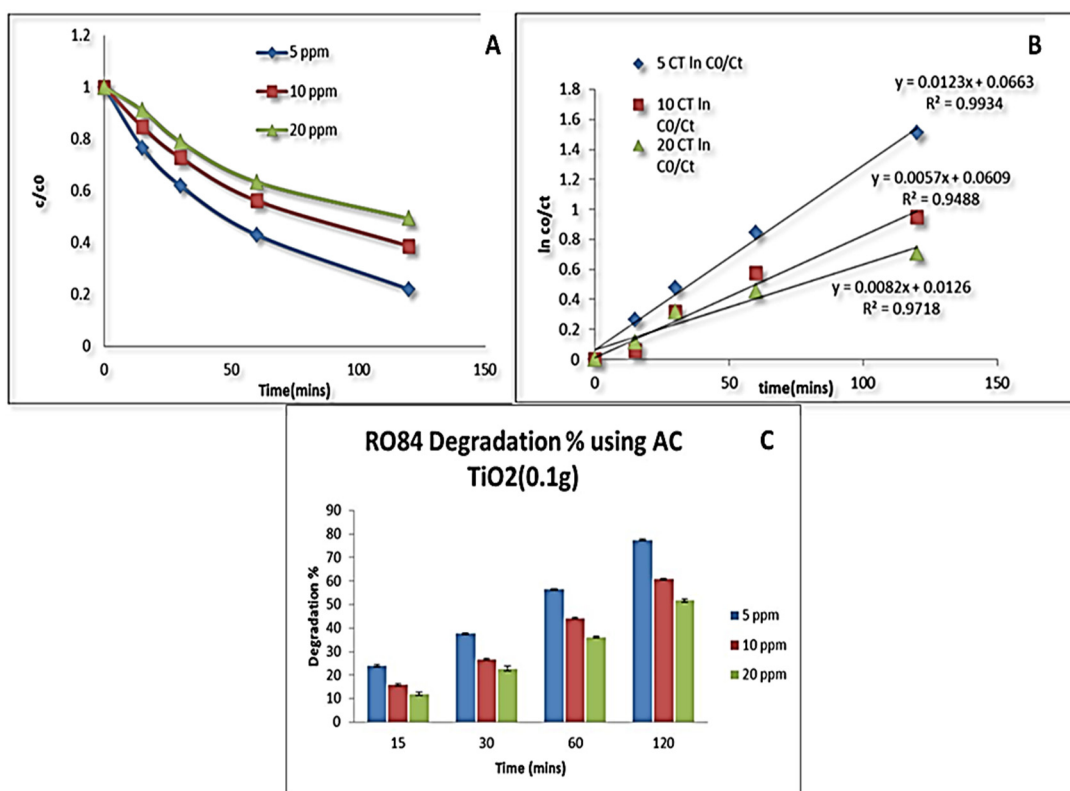 A
1.2
1
0.8
0.6
0.4
0.2
0
c/c0
0
50
100
150
Time(mins)
5 ppm
10 ppm
20 ppm
B
5 CT ln C0/Ct
10 CT ln
C0/Ct
20 CT ln
C0/Ct
1.8
1.6
1.4
1.2
1
0.8
0.6
0.4
0.2
0
ln co/ct
y = 0.0123x + 0.0663
R² = 0.9934
y = 0.0057x + 0.0609
R² = 0.9488
y = 0.0082x + 0.0126
R² = 0.9718
0
50
100
150
time(mins)
RO84 Degradation % using AC
TiO2(0.1g)
C
90
80
70
60
50
40
30
20
10
0
Degradation %
15
30
60
120
Time (mins)
5 ppm
10 ppm
20 ppm